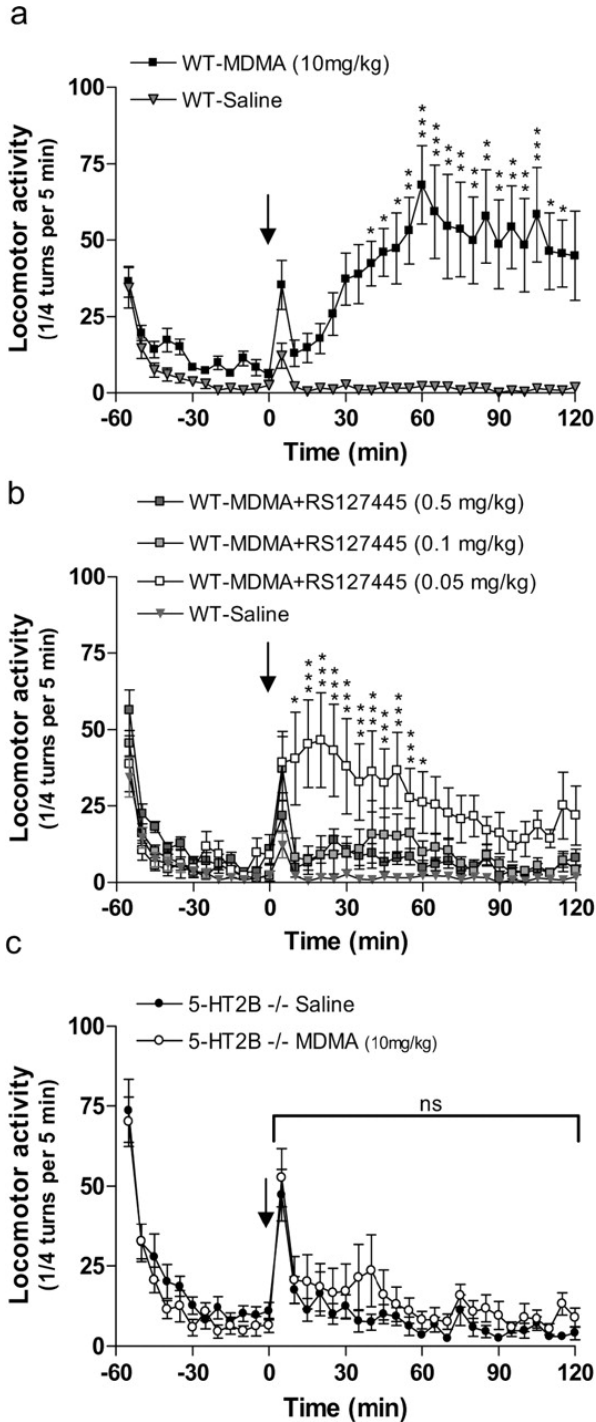 a
WT-MDMA (10mg/kg)
WT-Saline
Locomotor activity
(1/4 turns per 5 min)
100
75
50
25
0
* * * * * * * * * * * * * * * * * * * * * * * * * * * * * * *
-60 -30 0 30 60 90 120
Time (min)
b
WT-MDMA+RS127445 (0.5 mg/kg)
WT-MDMA+RS127445 (0.1 mg/kg)
WT-MDMA+RS127445 (0.05 mg/kg)
WT-Saline
Locomotor activity
(1/4 turns per 5 min)
100
75
50
25
0
* * * * * * * * * * * * * * * * * * * * * * * * * * *
-60 -30 0 30 60 90 120
Time (min)
c
5-HT2B -/- Saline
5-HT2B -/- MDMA (10mg/kg)
Locomotor activity
(1/4 turns per 5 min)
100
75
50
25
0
ns
-60 -30 0 30 60 90 120
Time (min)